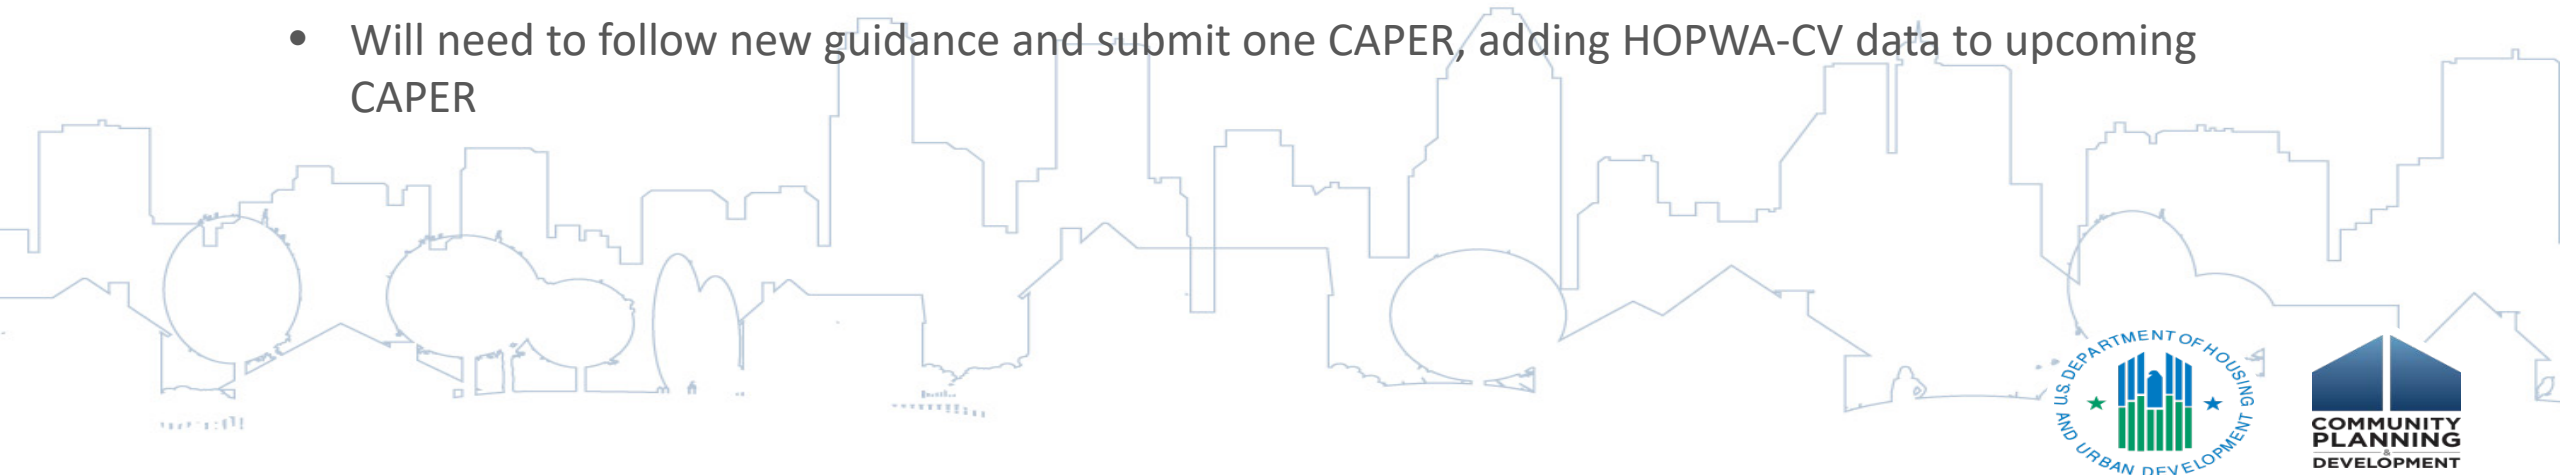 • Will need to follow new guidance and submit one CAPER, adding HOPWA-CV data to upcoming
CAPER
U.S. DEPARTMENT OF HOUSING
AND URBAN DEVELOPMENT
COMMUNITY
PLANNING
&
DEVELOPMENT